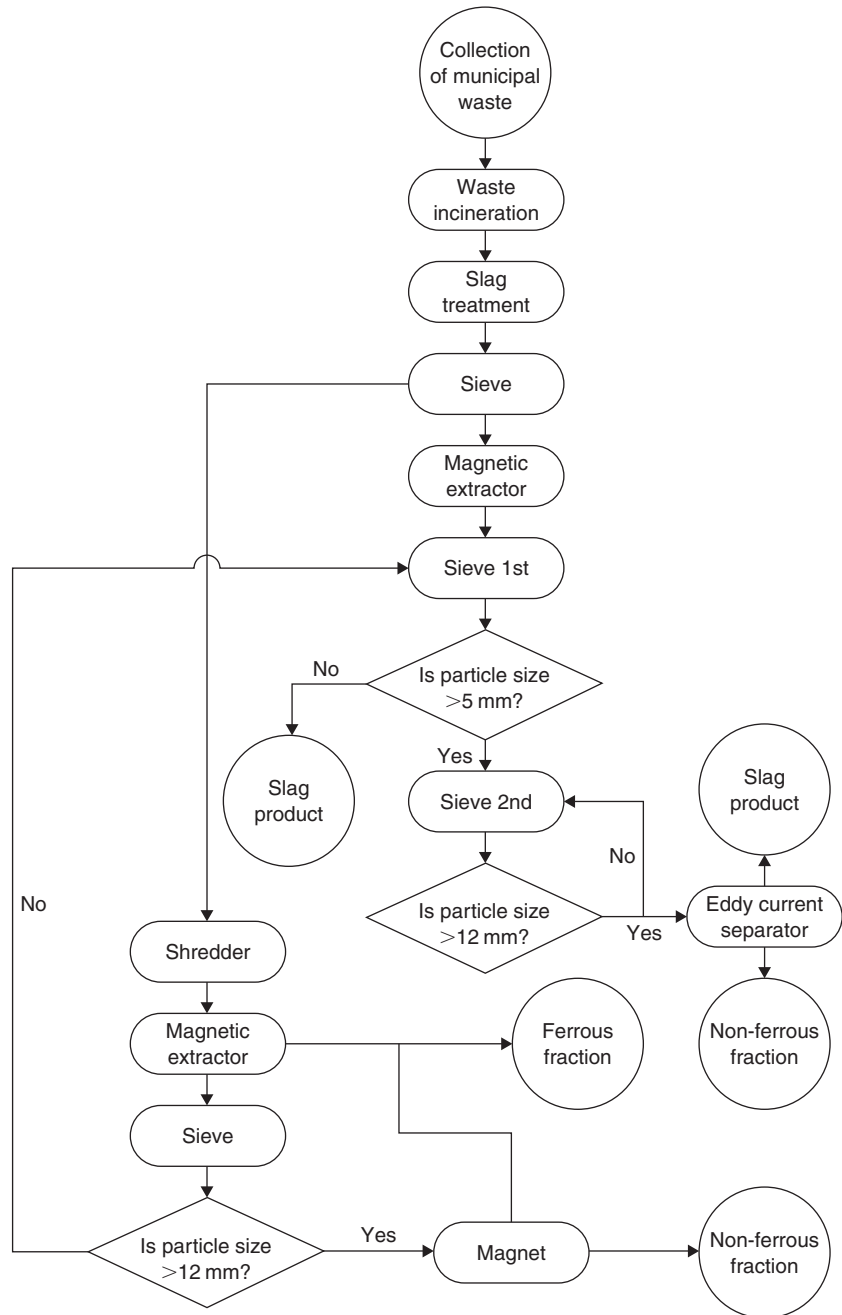 Collection
of municipal
waste
Waste
incineration
Slag
treatment
Sieve
Magnetic
extractor
Sieve 1st
No
Is particle size
>5 mm?
Yes
Slag
product
Sieve 2nd
Slag
product
No
No
Is particle size
>12 mm?
Yes
Eddy current
separator
Shredder
Magnetic
extractor
Ferrous
fraction
Non-ferrous
fraction
Sieve
Is particle size
>12 mm?
Yes
Magnet
Non-ferrous
fraction